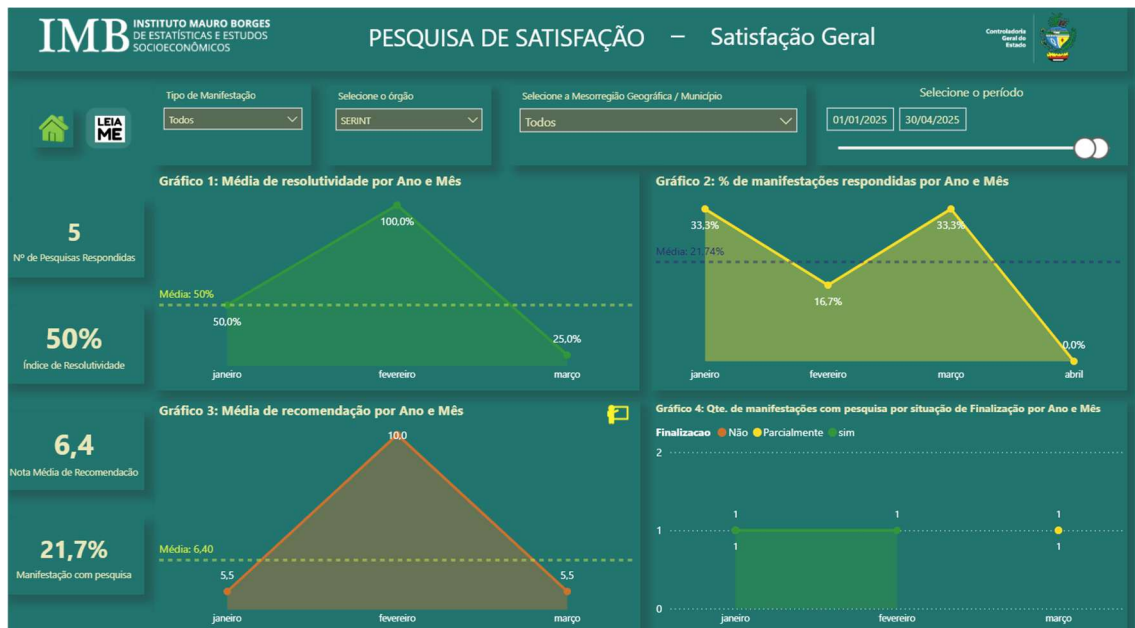 IMB
INSTITUTO MAURO BORGES
DE ESTATÍSTICAS E ESTUDOS
SOCIOECONÔMICOS
PESQUISA DE SATISFAÇÃO – Satisfação Geral
Controladoria
Geral do
Estado
LEIA
ME
Tipo de Manifestação
Todos
Selecione o órgão
SERINT
Selecione a Mesorregião Geográfica / Município
Todos
Selecione o período
01/01/2025
30/04/2025
5
Nº de Pesquisas Respondidas
50%
Índice de Resolutividade
6,4
Nota Média de Recomendacão
21,7%
Manifestação com pesquisa
Gráfico 1: Média de resolutividade por Ano e Mês
100,0%
Média: 50%
50,0%
25,0%
janeiro
fevereiro
março
Gráfico 2: % de manifestações respondidas por Ano e Mês
33,3%
33,3%
Média: 21,74%
16,7%
0,0%
janeiro
fevereiro
março
abril
Gráfico 3: Média de recomendação por Ano e Mês
10,0
Média: 6,40
5,5
5,5
janeiro
fevereiro
março
Gráfico 4: Qte. de manifestações com pesquisa por situação de Finalização por Ano e Mês
Finalizacao Não Parcialmente sim
2
1 1 1
1
1 1
0
janeiro
fevereiro
março